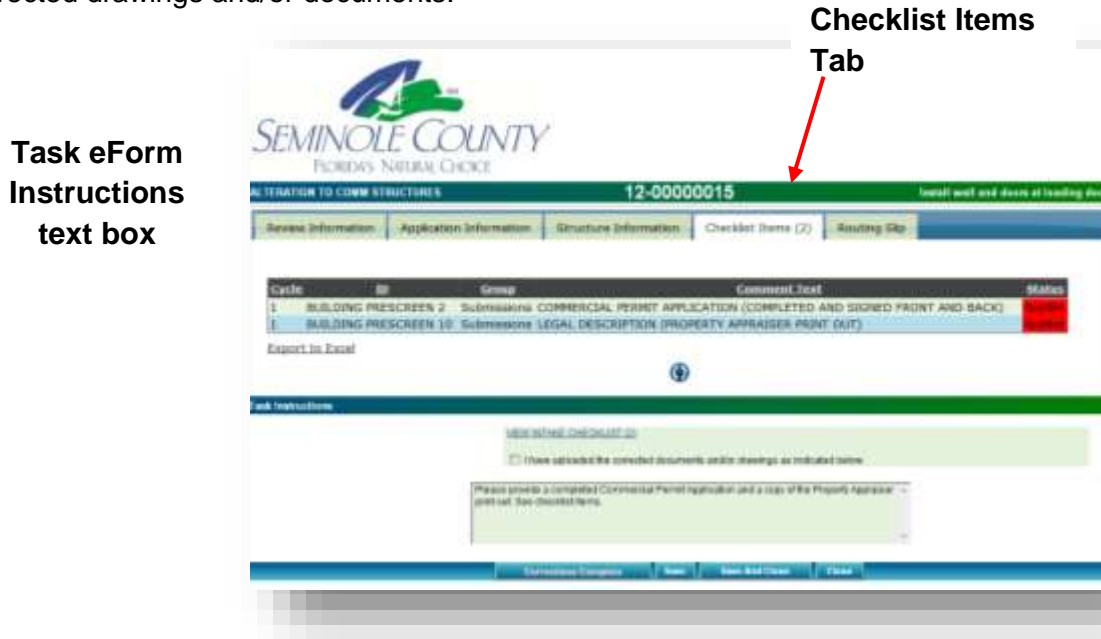 rected drawings and/or documents.
Checklist Items
Tab
Task eForm
Instructions
text box
SEMINOLE COUNTY
FLORIDA'S NATURAL CHOICE
ALTERATION TO COMM STRUCTURES 12-00000015 Install wall and doors at loading
Review Information Application Information Structure Information Checklist Items (2) Routing Slip
Cycle ID Group Comment Text Status
1 BUILDING PRESCREEN 2 Submissions COMMERCIAL PERMIT APPLICATION (COMPLETED AND SIGNED FRONT AND BACK)
1 BUILDING PRESCREEN 10 Submissions LEGAL DESCRIPTION (PROPERTY APPRAISER PRINT OUT)
Export to Excel
Task Instructions
VIEW INTAKE CHECKLIST (2)
I have uploaded the corrected documents and/or drawings as indicated below
Please provide a completed Commercial Permit Application and a copy of the Property Appraiser
print out. See checklist items.
Corrections Complete Save Save And Close Close